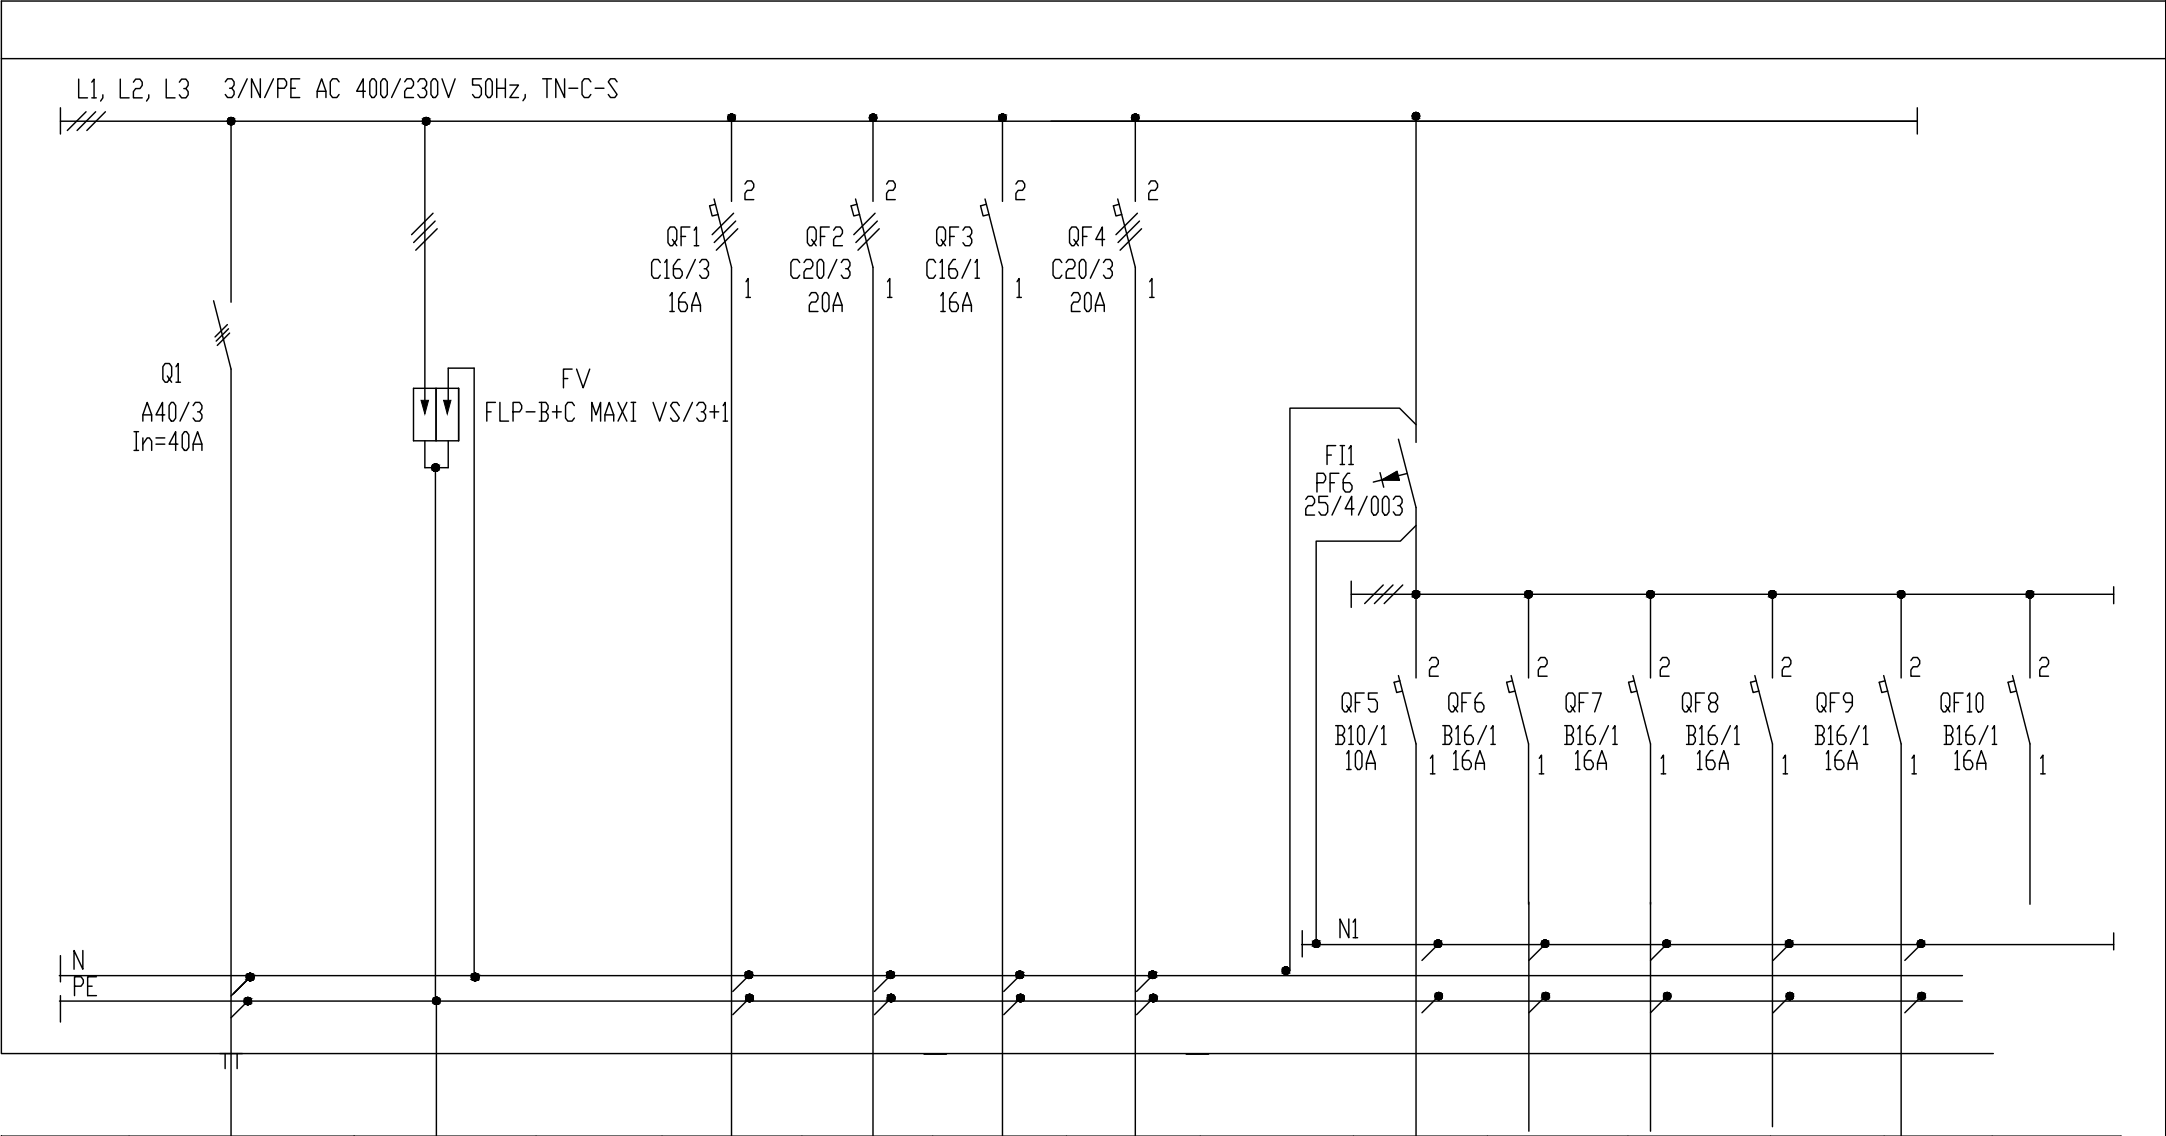 L1, L2, L3 3/N/PE AC 400/230V 50Hz, TN-C-S
2 2 2 2
QF1 QF2 QF3 QF4
C16/3 C20/3 C16/1 C20/3
1 1 1 1
16A 20A 16A 20A
Q1
A40/3
In=40A
FV
FLP-B+C MAXI VS/3+1
FI1
PF6
25/4/003
2 2 2 2 2 2
QF5 QF6 QF7 QF8 QF9 QF10
B10/1 B16/1 B16/1 B16/1 B16/1 B16/1
10A 16A 16A 16A 16A 16A
1 1 1 1 1 1
N1
N
PE